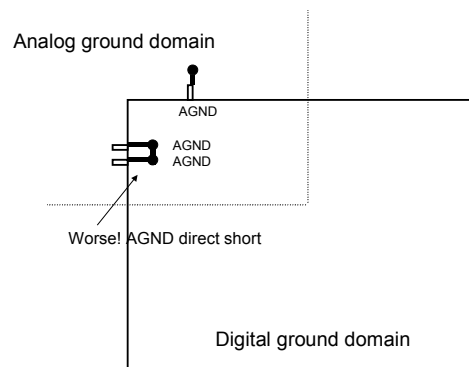 Analog ground domain
AGND
AGND
AGND
Worse! AGND direct short
Digital ground domain